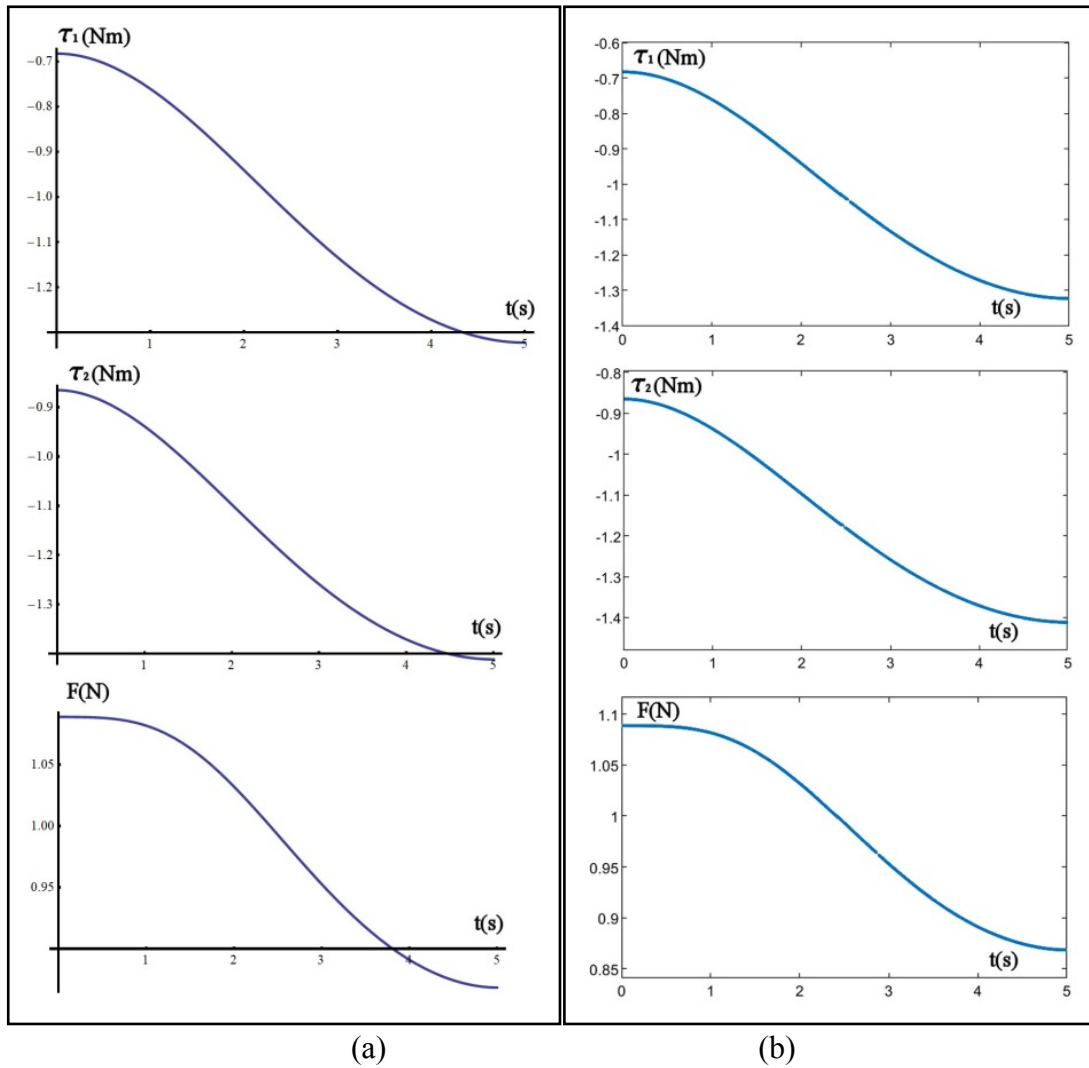 τ₁(Nm)
−0.7
−0.8
−0.9
−1.0
−1.1
−1.2
t(s)
1 2 3 4 5
τ₂(Nm)
−0.9
−1.0
−1.1
−1.2
−1.3
t(s)
1 2 3 4 5
F(N)
1.05
1.00
0.95
t(s)
1 2 3 4 5
(a)
-0.6
τ₁(Nm)
-0.7
-0.8
-0.9
-1
-1.1
-1.2
-1.3
t(s)
-1.4
0 1 2 3 4 5
-0.8
τ₂(Nm)
-0.9
-1
-1.1
-1.2
-1.3
-1.4
t(s)
0 1 2 3 4 5
F(N)
1.1
1.05
1
0.95
0.9
t(s)
0.85
0 1 2 3 4 5
(b)